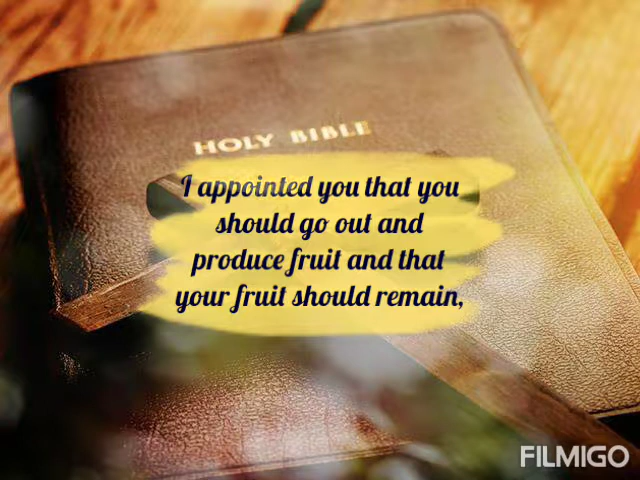 HOLY BIBLE
I appointed you that you
should go out and
produce fruit and that
your fruit should remain,
FILMIGO